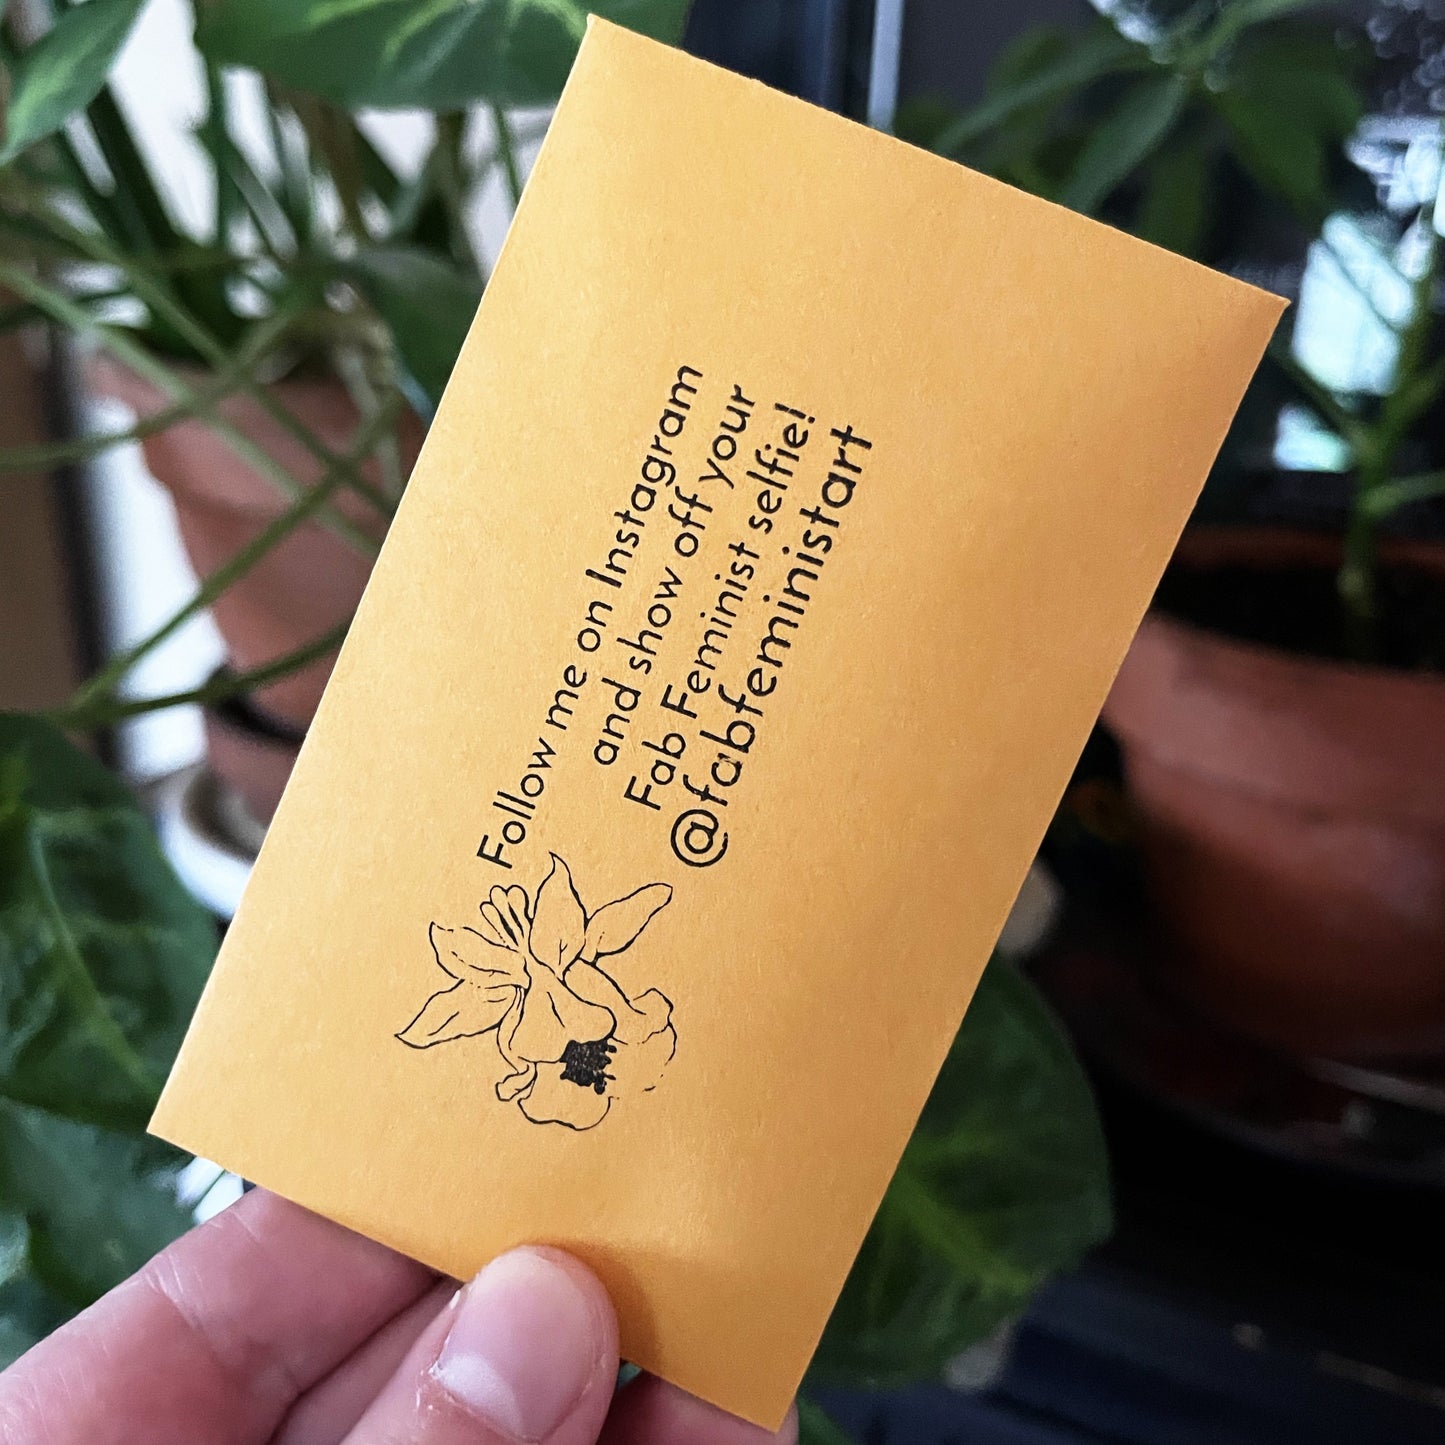 Follow me on Instagram
and show off your
Fab Feminist selfie!
@fabfeministart